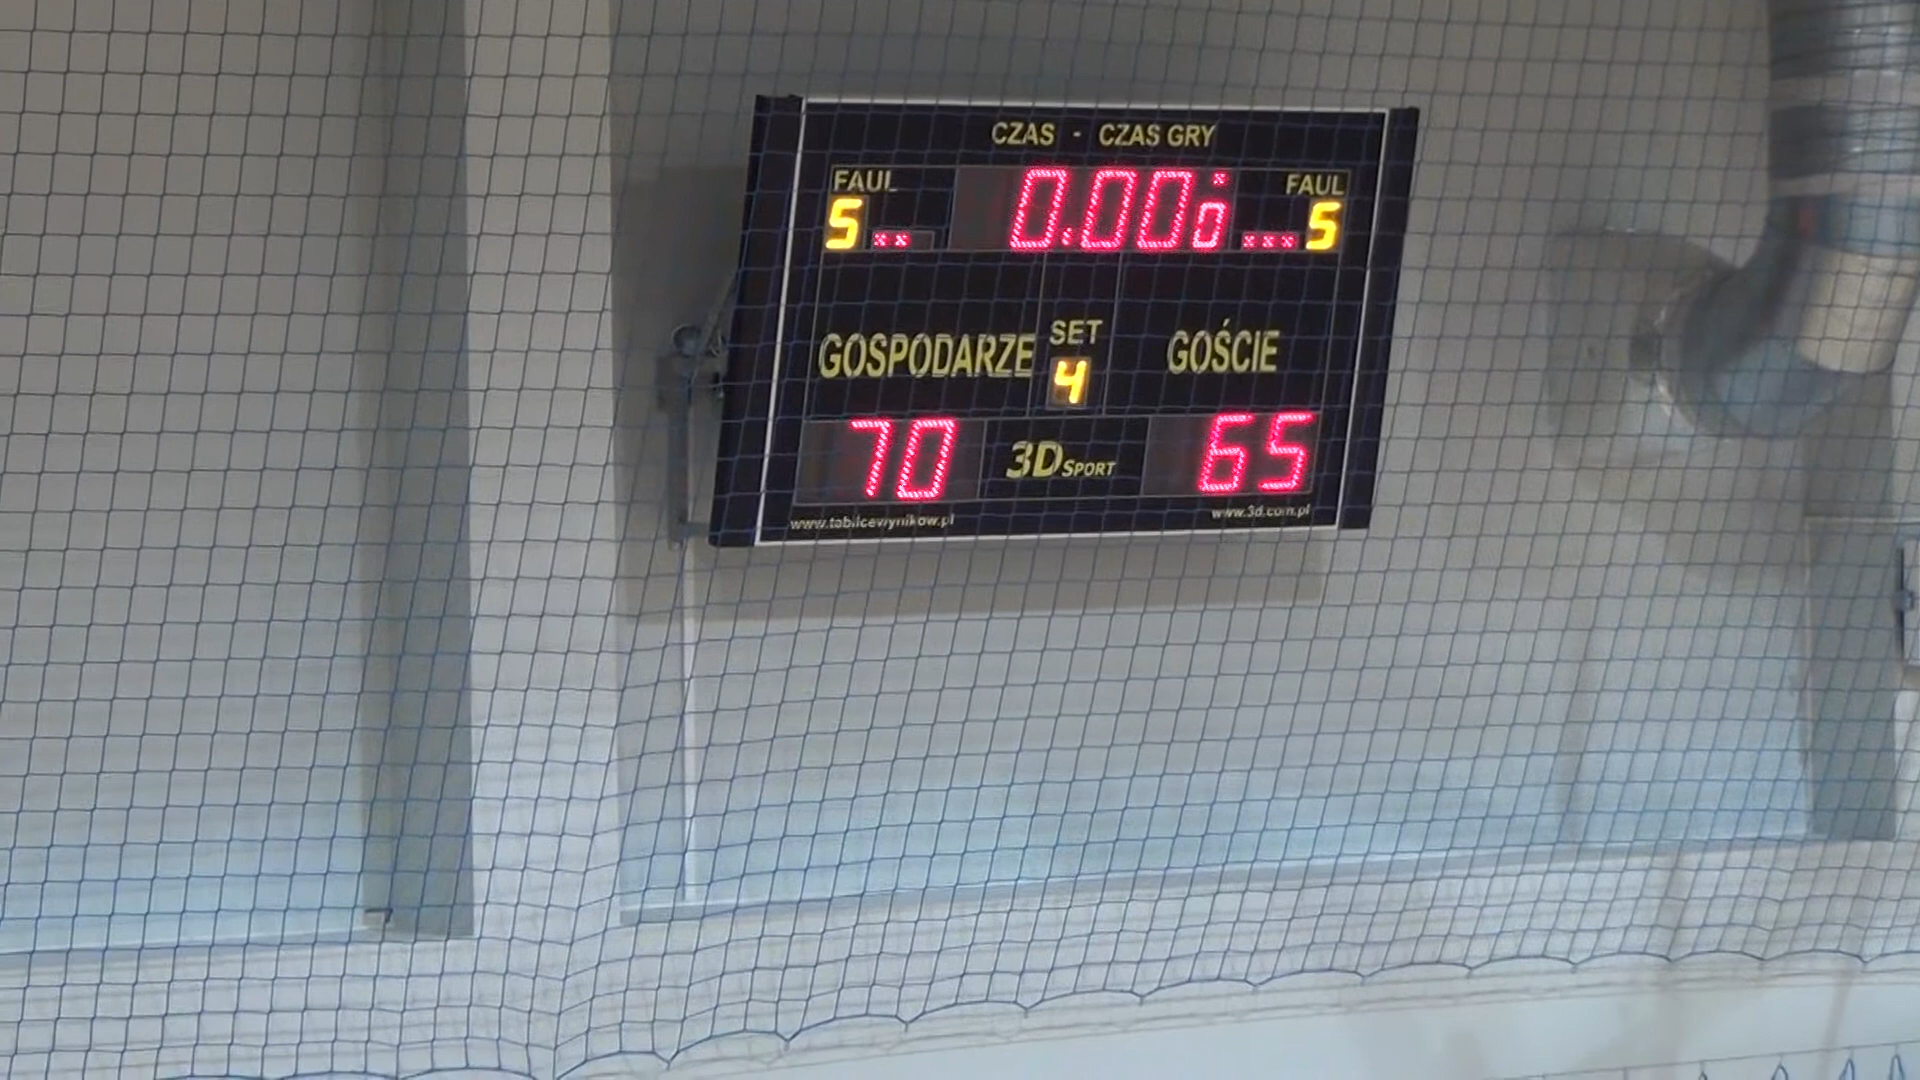 CZAS - CZAS GRY
FAUL 0.000 FAUL
5 5
GOSPODARZE SET GOŚCIE
4
70 3D SPORT 65
www.tablicewynikow.pl www.3d.com.pl